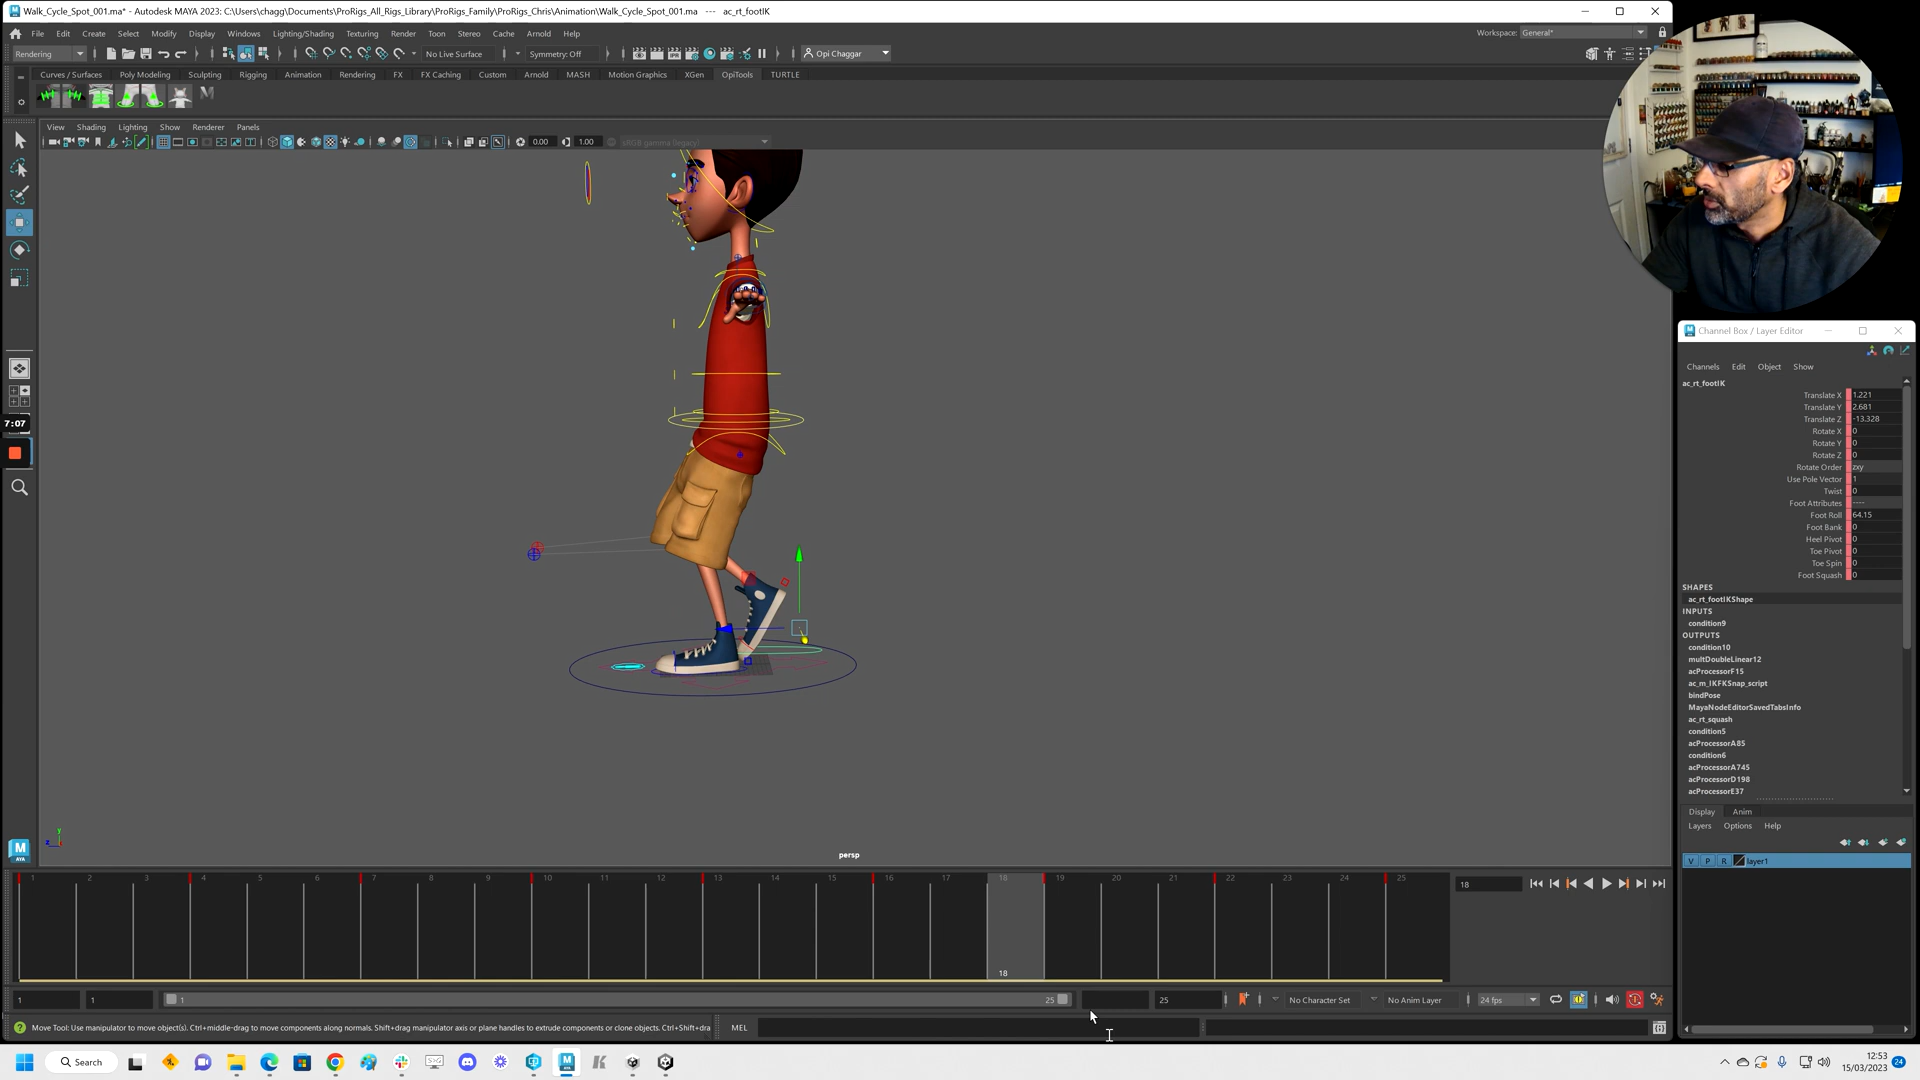 Walk_Cycle_Spot_001.ma* - Autodesk MAYA 2023: C:\Users\chagg\Documents\ProRigs_All_Rigs_Library\ProRigs_Family\ProRigs_Chris\Animation\Walk_Cycle_Spot_001.ma --- ac_rt_footIK
File Edit Create Select Modify Display Windows Lighting/Shading Texturing Render Toon Stereo Cache Arnold Help
Workspace: General*
Rendering No Live Surface Symmetry: Off Opi Chaggar
Curves / Surfaces Poly Modeling Sculpting Rigging Animation Rendering FX FX Caching Custom Arnold MASH Motion Graphics XGen OpiTools TURTLE
View Shading Lighting Show Renderer Panels
0.00 1.00 sRGB gamma (legacy)
7:07
MAYA
persp
Channel Box / Layer Editor
Channels Edit Object Show
ac_rt_footIK
Translate X 1.221
Translate Y 2.681
Translate Z -13.328
Rotate X 0
Rotate Y 0
Rotate Z 0
Rotate Order zxy
Use Pole Vector 1
Twist 0
Foot Attributes ----
Foot Roll 64.15
Foot Bank 0
Heel Pivot 0
Toe Pivot 0
Toe Spin 0
Foot Squash 0
SHAPES
ac_rt_footIKShape
INPUTS
condition9
OUTPUTS
condition10
multDoubleLinear12
acProcessorF15
ac_m_IKFKSnap_script
bindPose
MayaNodeEditorSavedTabsInfo
ac_rt_squash
condition5
acProcessorA85
condition6
acProcessorA745
acProcessorD198
acProcessorE37
Display Anim
Layers Options Help
V P R layer1
1 2 3 4 5 6 7 8 9 10 11 12 13 14 15 16 17 18 19 20 21 22 23 24 25
18
18
1 1 1 25 25 No Character Set No Anim Layer 24 fps
Move Tool: Use manipulator to move object(s). Ctrl+middle-drag to move components along normals. Shift+drag manipulator axis or plane handles to extrude components or clone objects. Ctrl+Shift+dra
MEL
Search
12:53
15/03/2023
24